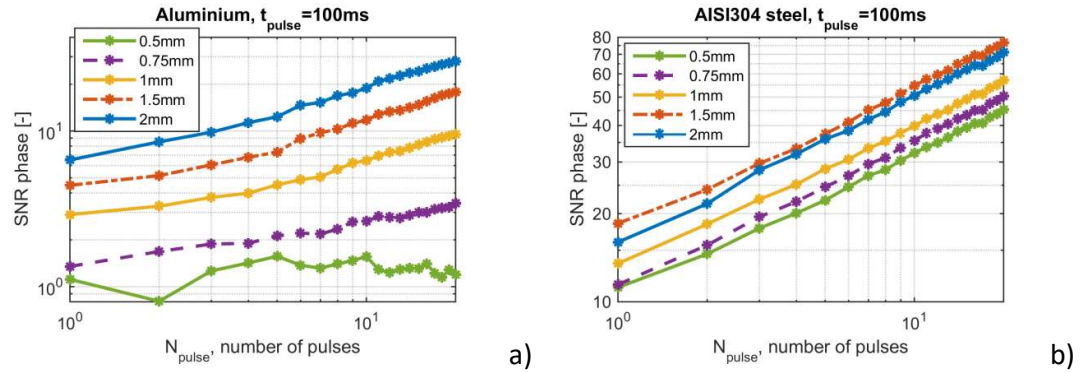 Aluminium, t_pulse=100ms
0.5mm
0.75mm
1mm
1.5mm
2mm
SNR phase [-]
10^1
10^0
10^0
10^1
N_pulse, number of pulses
a)
AISI304 steel, t_pulse=100ms
0.5mm
0.75mm
1mm
1.5mm
2mm
SNR phase [-]
80
70
60
50
40
30
20
10
10^0
10^1
N_pulse, number of pulses
b)